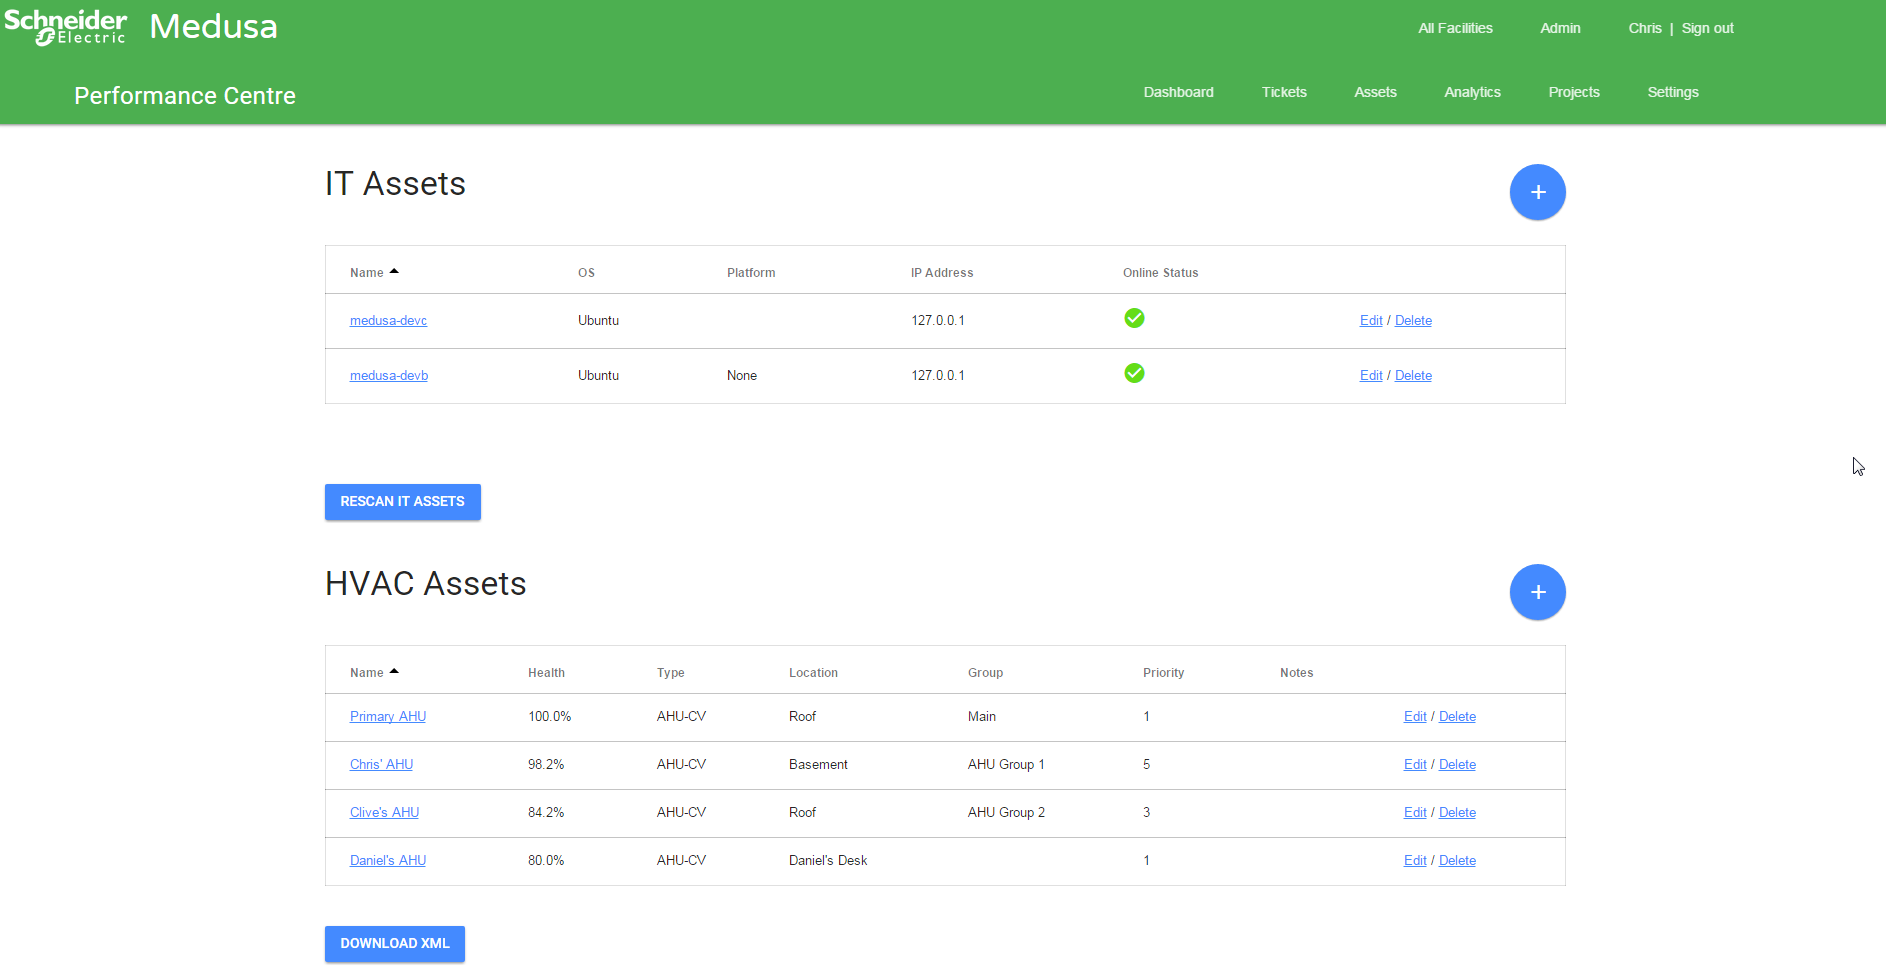 Schneider Electric Medusa All Facilities Admin Chris | Sign out
Performance Centre Dashboard Tickets Assets Analytics Projects Settings
IT Assets +
Name OS Platform IP Address Online Status
medusa-devc Ubuntu 127.0.0.1 Edit / Delete
medusa-devb Ubuntu None 127.0.0.1 Edit / Delete
RESCAN IT ASSETS
HVAC Assets +
Name Health Type Location Group Priority Notes
Primary AHU 100.0% AHU-CV Roof Main 1 Edit / Delete
Chris' AHU 98.2% AHU-CV Basement AHU Group 1 5 Edit / Delete
Clive's AHU 84.2% AHU-CV Roof AHU Group 2 3 Edit / Delete
Daniel's AHU 80.0% AHU-CV Daniel's Desk 1 Edit / Delete
DOWNLOAD XML